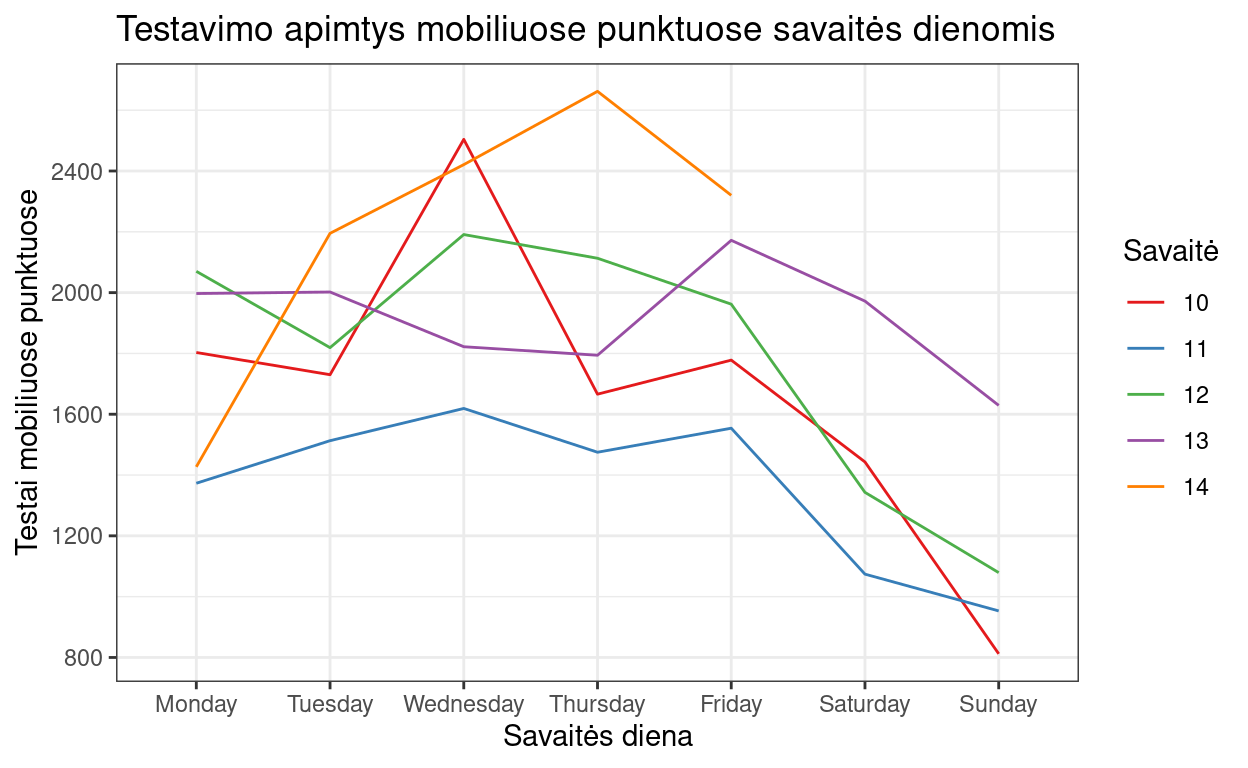 Testavimo apimtys mobiliuose punktuose savaitės dienomis
Testai mobiliuose punktuose
2400
2000
1600
1200
800
Monday Tuesday Wednesday Thursday Friday Saturday Sunday
Savaitės diena
Savaitė
10
11
12
13
14